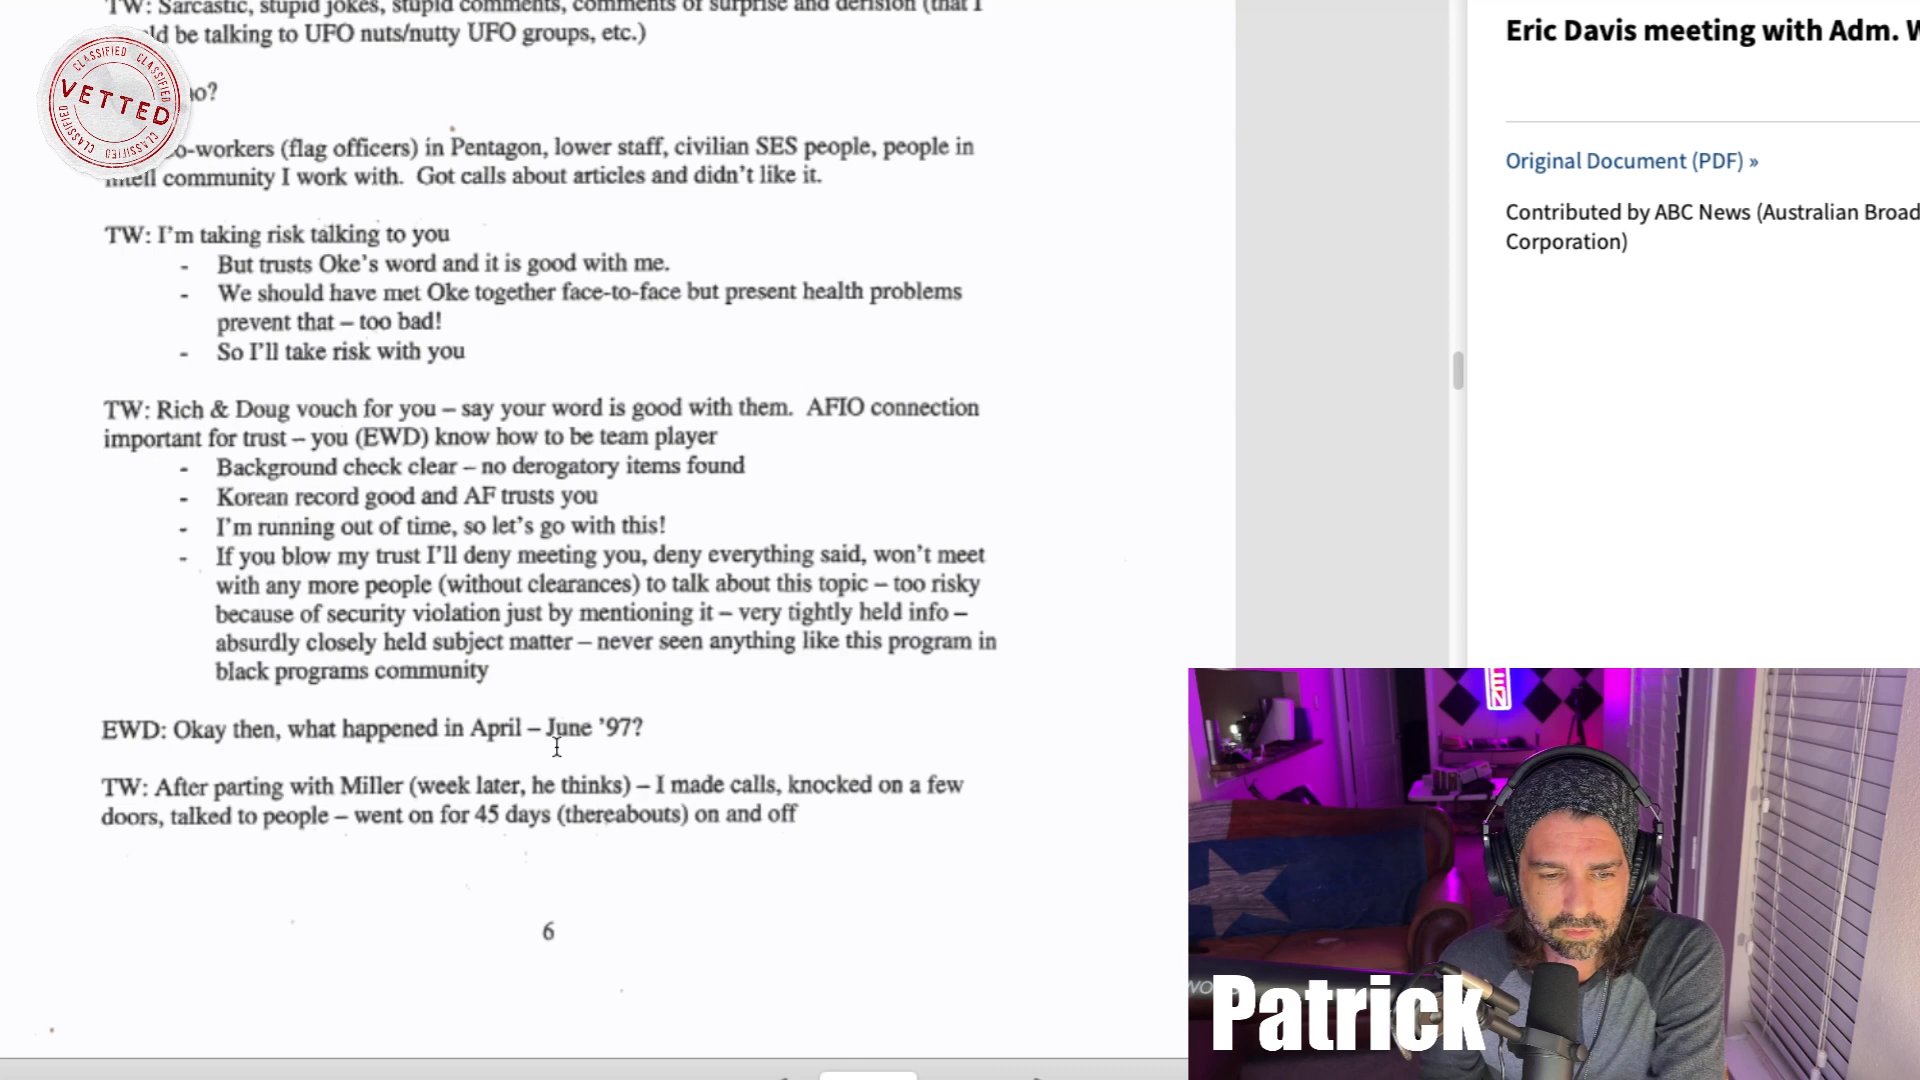 TW: Sarcastic, stupid jokes, stupid comments, comments of surprise and derision (that I
be talking to UFO nuts/nutty UFO groups, etc.)
CLASSIFIED CLASSIFIED
VETTED
CLASSIFIED CLASSIFIED
co-workers (flag officers) in Pentagon, lower staff, civilian SES people, people in
intell community I work with. Got calls about articles and didn't like it.
TW: I'm taking risk talking to you
- But trusts Oke's word and it is good with me.
- We should have met Oke together face-to-face but present health problems
prevent that – too bad!
- So I'll take risk with you
TW: Rich & Doug vouch for you – say your word is good with them. AFIO connection
important for trust – you (EWD) know how to be team player
- Background check clear – no derogatory items found
- Korean record good and AF trusts you
- I'm running out of time, so let's go with this!
- If you blow my trust I'll deny meeting you, deny everything said, won't meet
with any more people (without clearances) to talk about this topic – too risky
because of security violation just by mentioning it – very tightly held info –
absurdly closely held subject matter – never seen anything like this program in
black programs community
EWD: Okay then, what happened in April – June '97?
TW: After parting with Miller (week later, he thinks) – I made calls, knocked on a few
doors, talked to people – went on for 45 days (thereabouts) on and off
6
Eric Davis meeting with Adm. W
Original Document (PDF) »
Contributed by ABC News (Australian Broad
Corporation)
Patrick